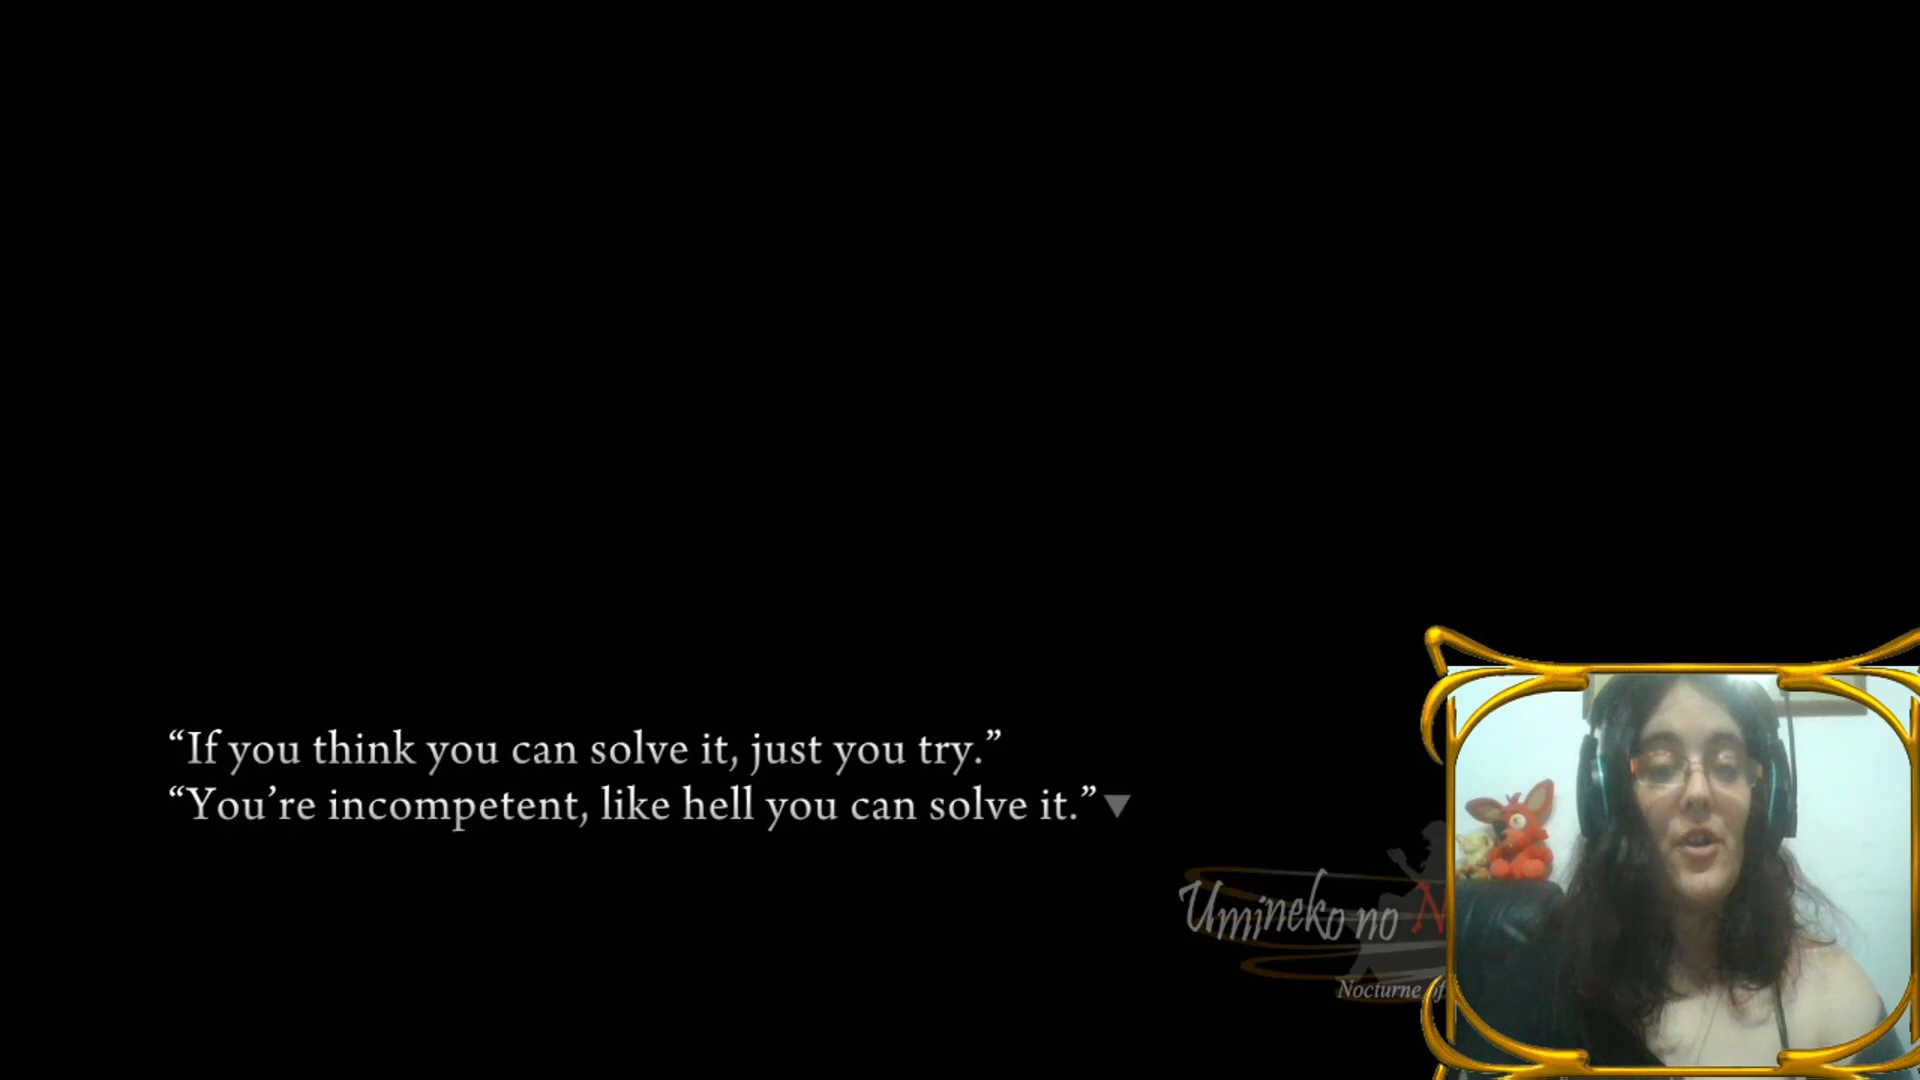 “If you think you can solve it, just you try.”
“You’re incompetent, like hell you can solve it.”
Umineko no
Nocturne of